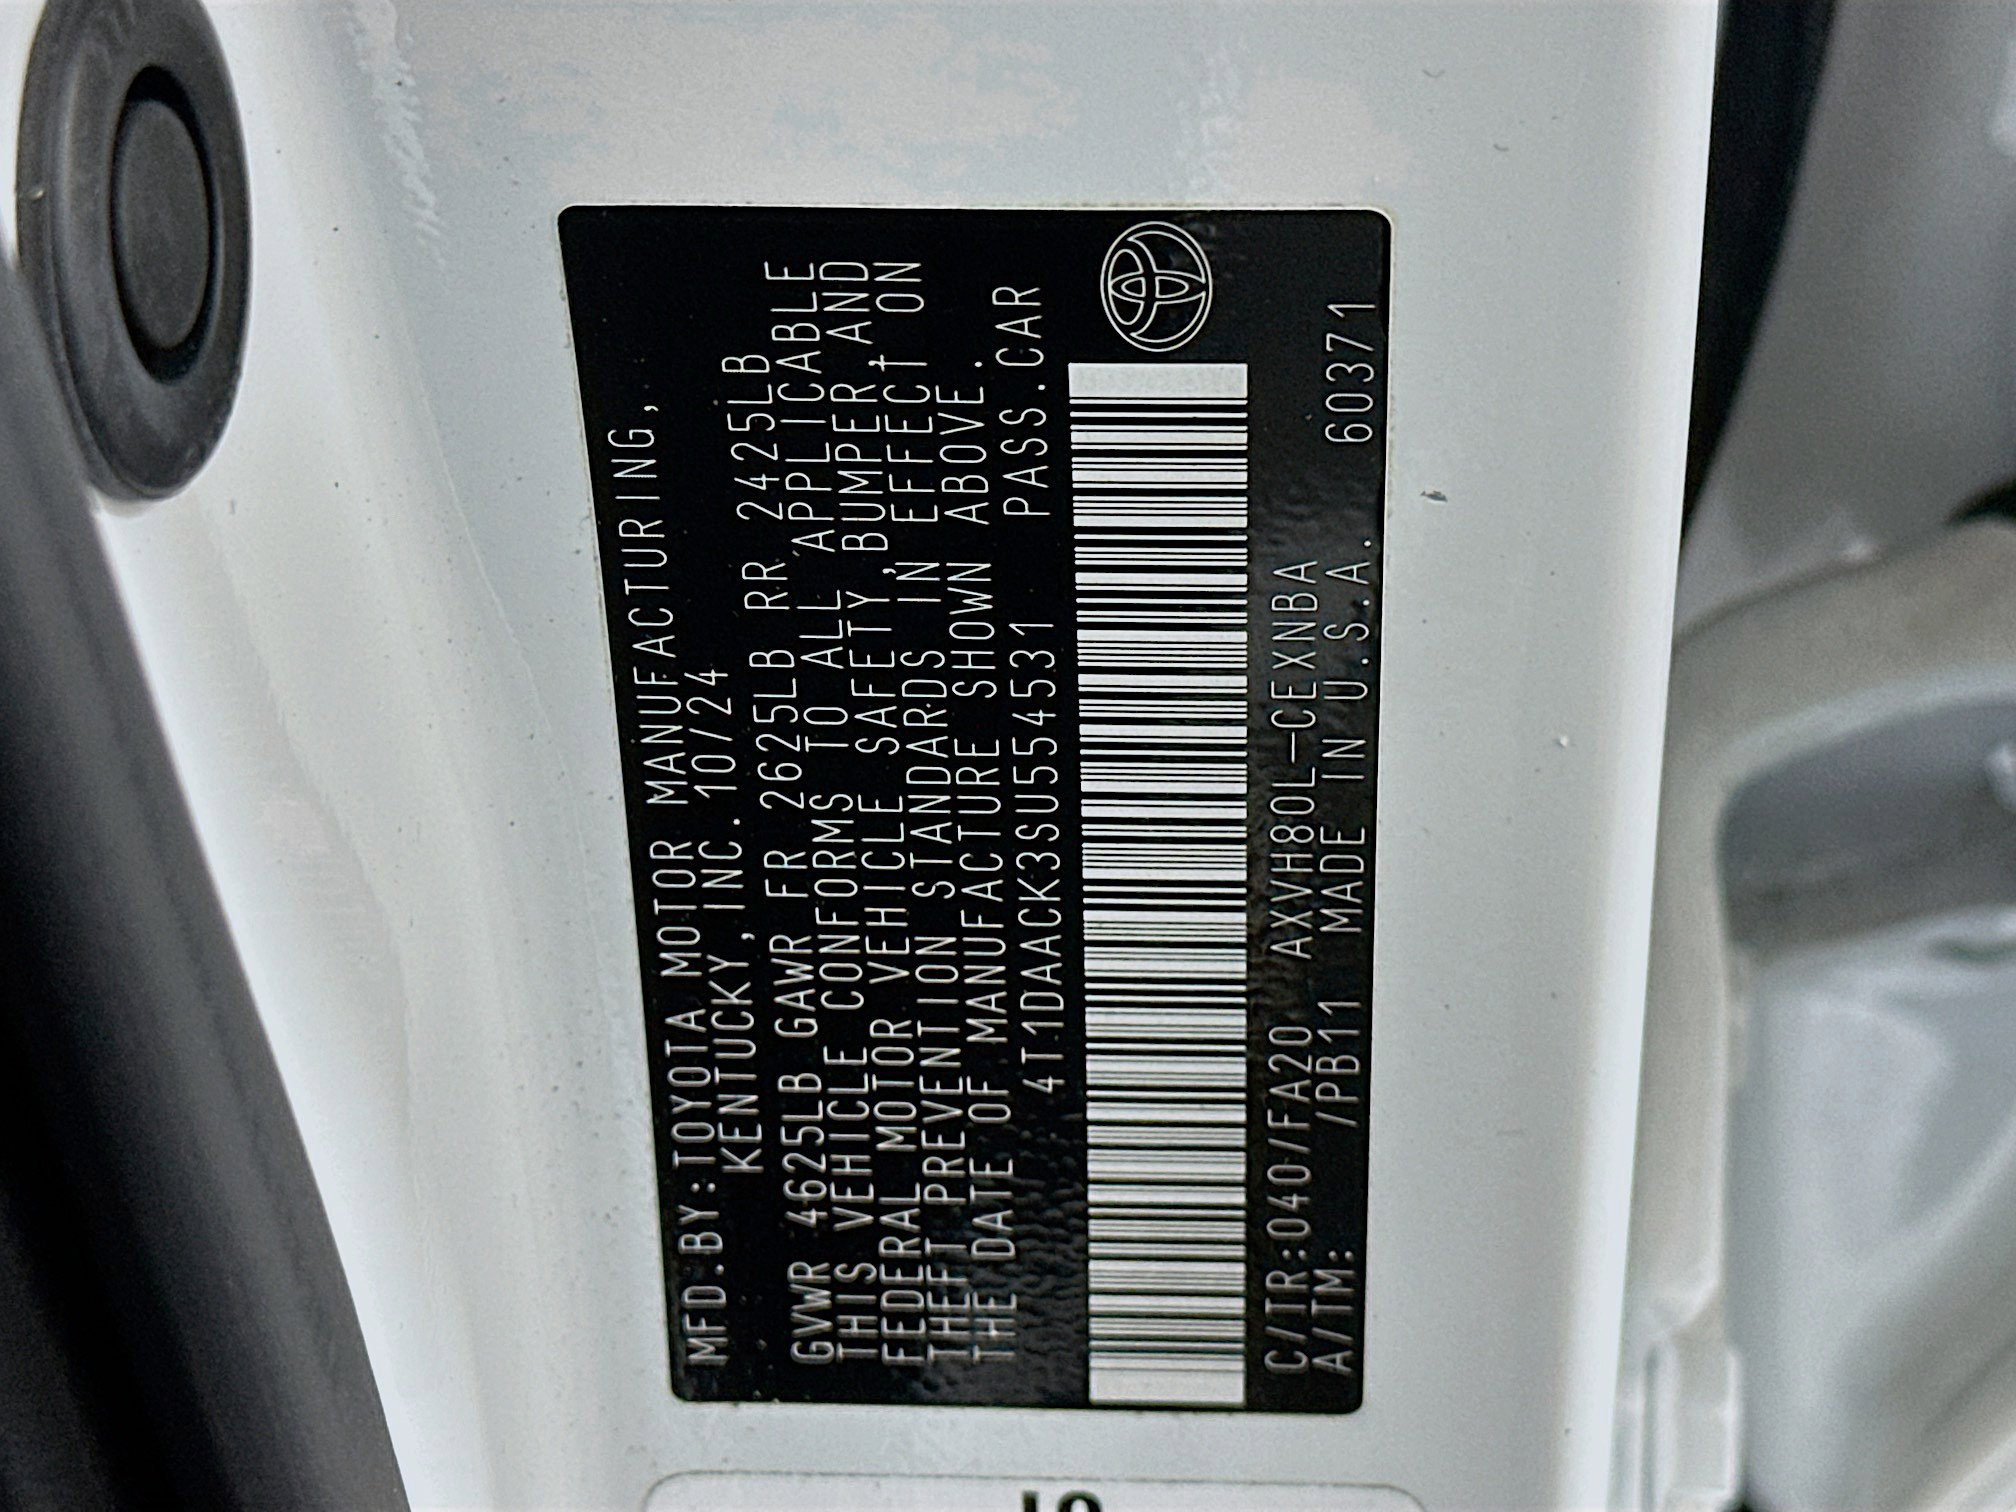 MFD.BY:TOYOTA MOTOR MANUFACTURING,
KENTUCKY, INC. 10/24
GVWR 4625LB GAWR FR 2625LB RR 2425LB
THIS VEHICLE CONFORMS TO ALL APPLICABLE
FEDERAL MOTOR VEHICLE SAFETY, BUMPER, AND
THEFT PREVENTION STANDARDS IN EFFECT ON
THE DATE OF MANUFACTURE SHOWN ABOVE.
4T1DAACK3SU554531 PASS.CAR
C/TR:040/FA20 AXVH80L-CEXNBA
A/TM: /PB11 MADE IN U.S.A. 60371